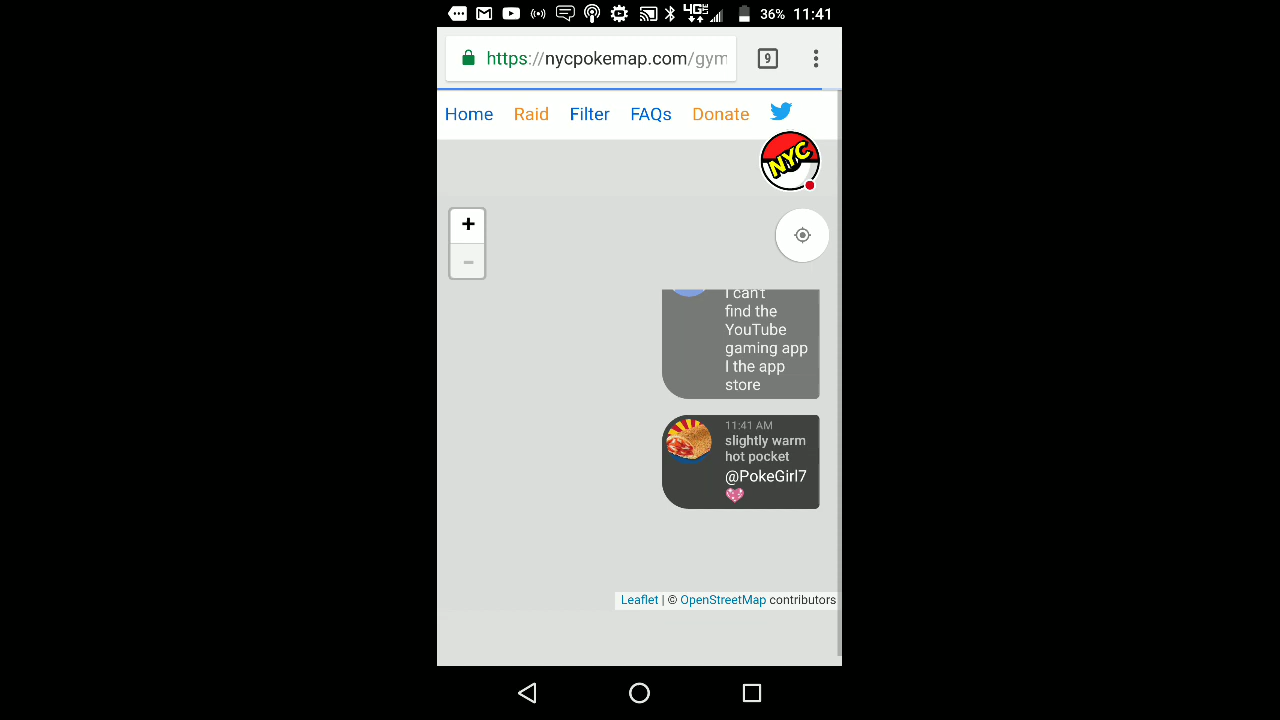 4G 36% 11:41
https://nycpokemap.com/gym 9
Home Raid Filter FAQs Donate
NYC
+
−
I can't
find the
YouTube
gaming app
I the app
store
11:41 AM
slightly warm
hot pocket
@PokeGirl7
Leaflet | © OpenStreetMap contributors